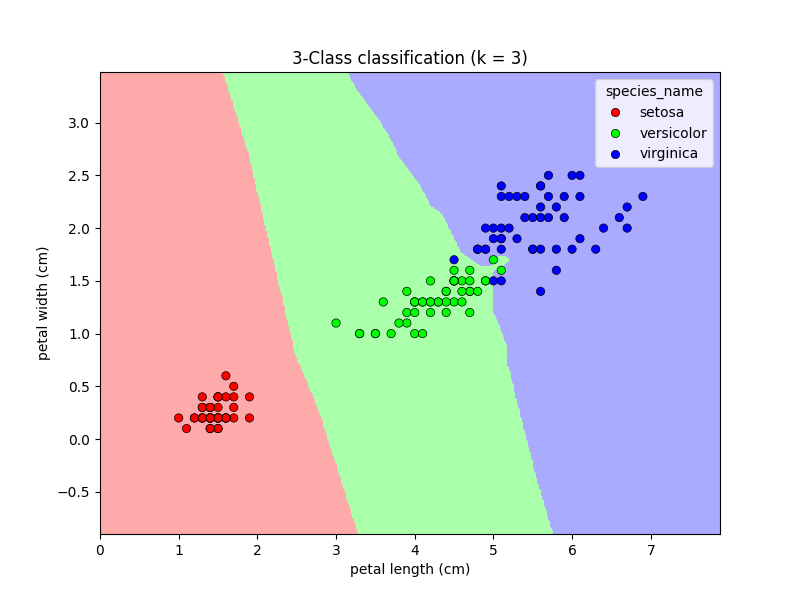 3-Class classification (k = 3)
species_name
setosa
versicolor
virginica
3.0
2.5
2.0
1.5
1.0
0.5
0.0
−0.5
petal width (cm)
0 1 2 3 4 5 6 7
petal length (cm)